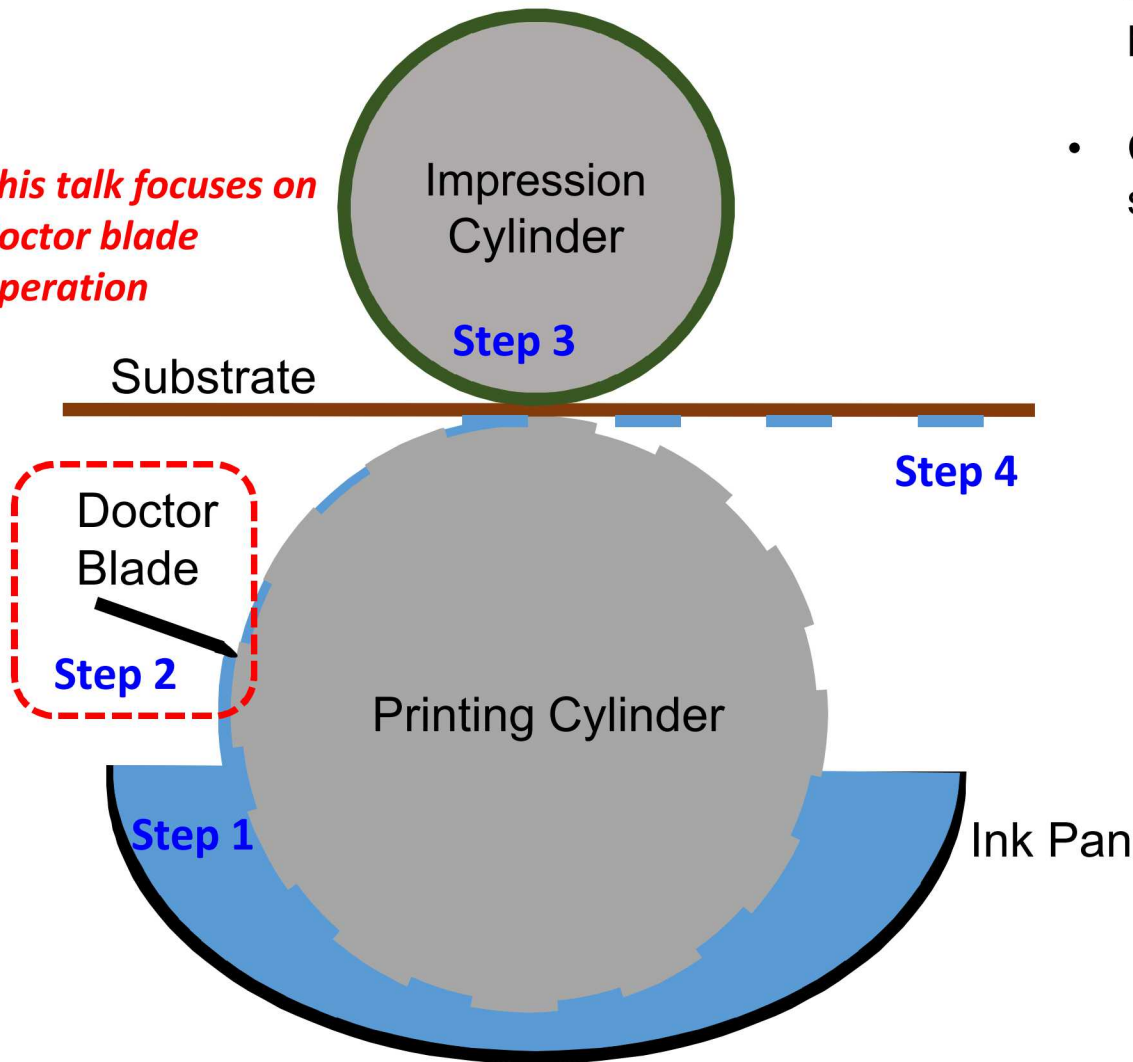 his talk focuses on
octor blade
peration
Impression
Cylinder
Step 3
Substrate
Step 4
Doctor
Blade
Step 2
Printing Cylinder
Step 1
Ink Pan